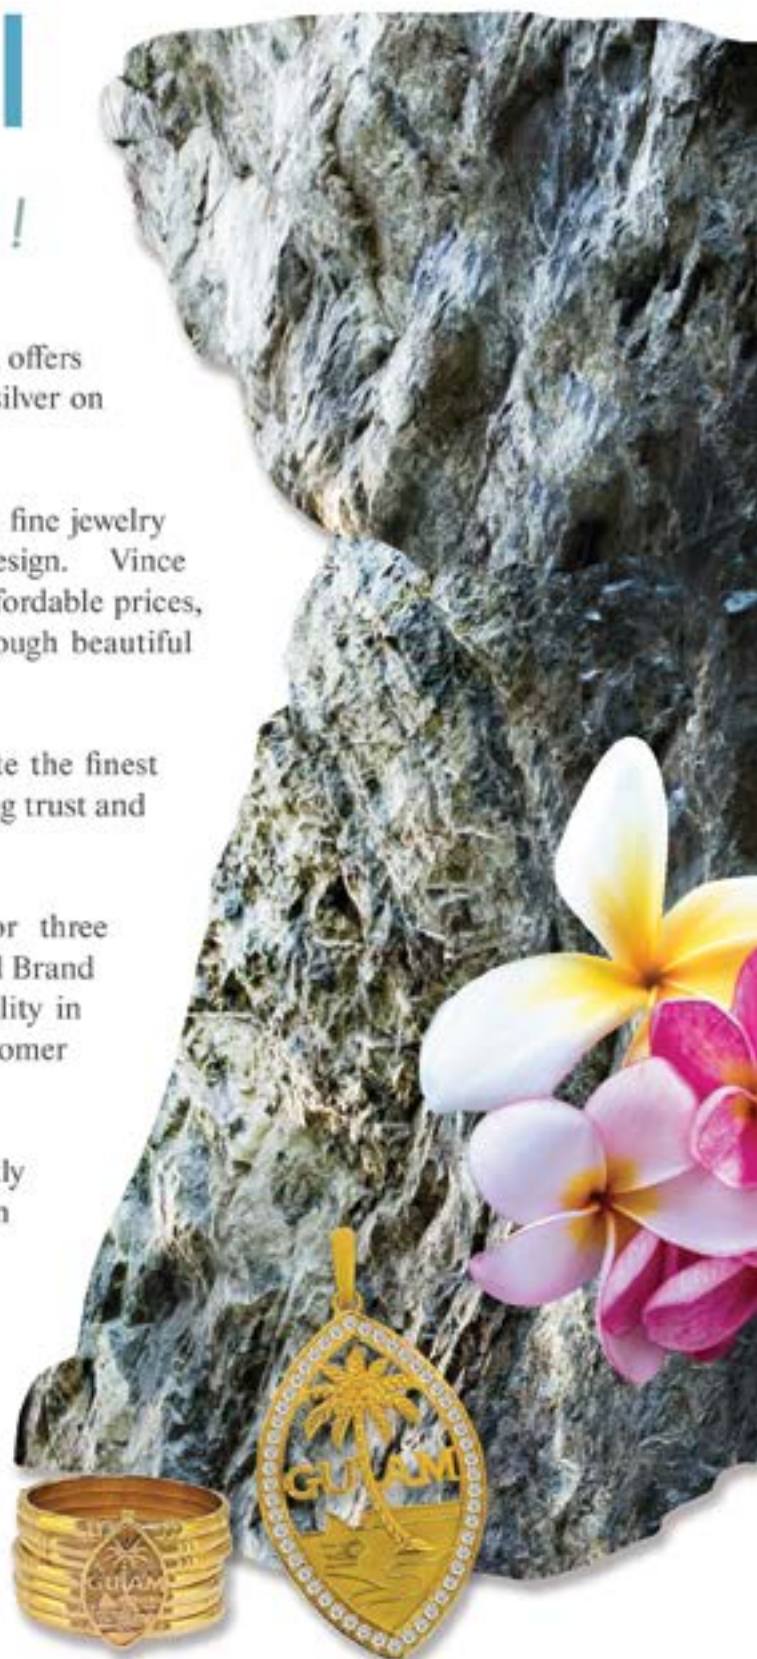 !
offers
silver on
fine jewelry
esign. Vince
fordable prices,
ough beautiful
te the finest
g trust and
or three
l Brand
lity in
omer
ly
n
GUAM
GUAM